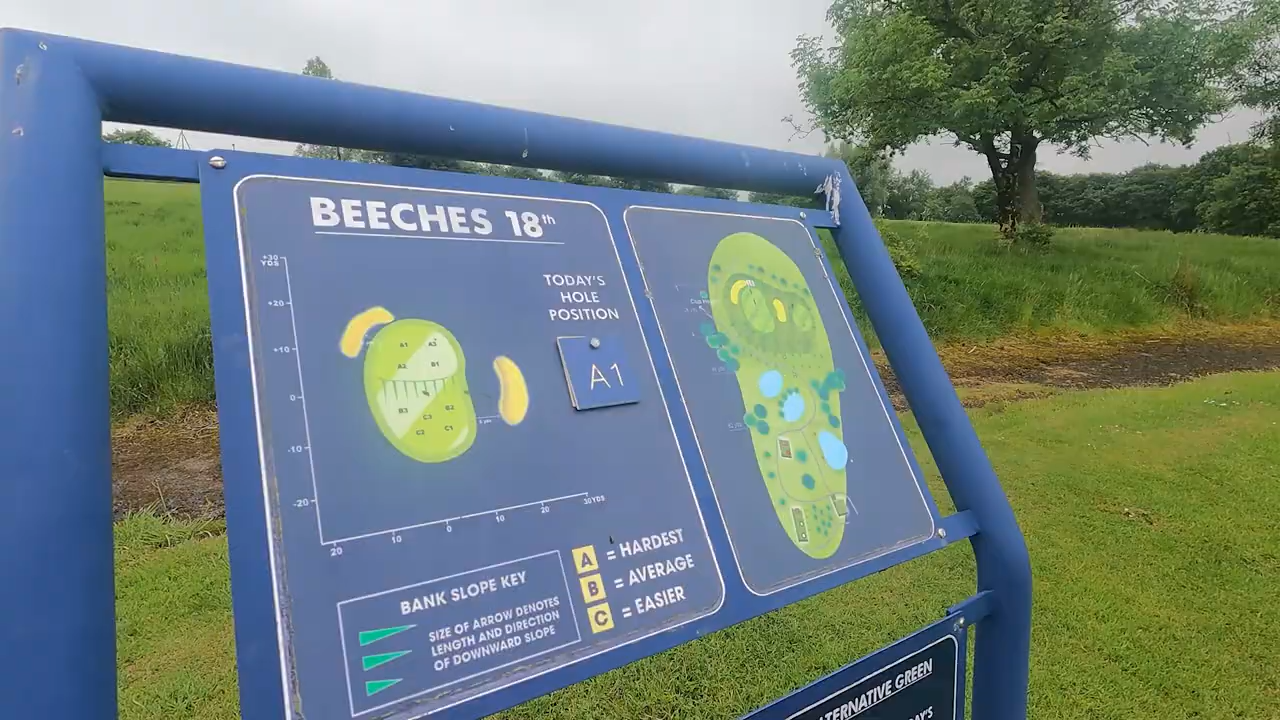 BEECHES 18th
+30
YDS
+20
+10
0
-10
-20
20
10
0
10
20
30YDS
A1
A3
A2
B1
B3
B2
C3
C2
C1
TODAY'S
HOLE
POSITION
A1
BANK SLOPE KEY
SIZE OF ARROW DENOTES
LENGTH AND DIRECTION
OF DOWNWARD SLOPE
A = HARDEST
B = AVERAGE
C = EASIER
LTERNATIVE GREEN